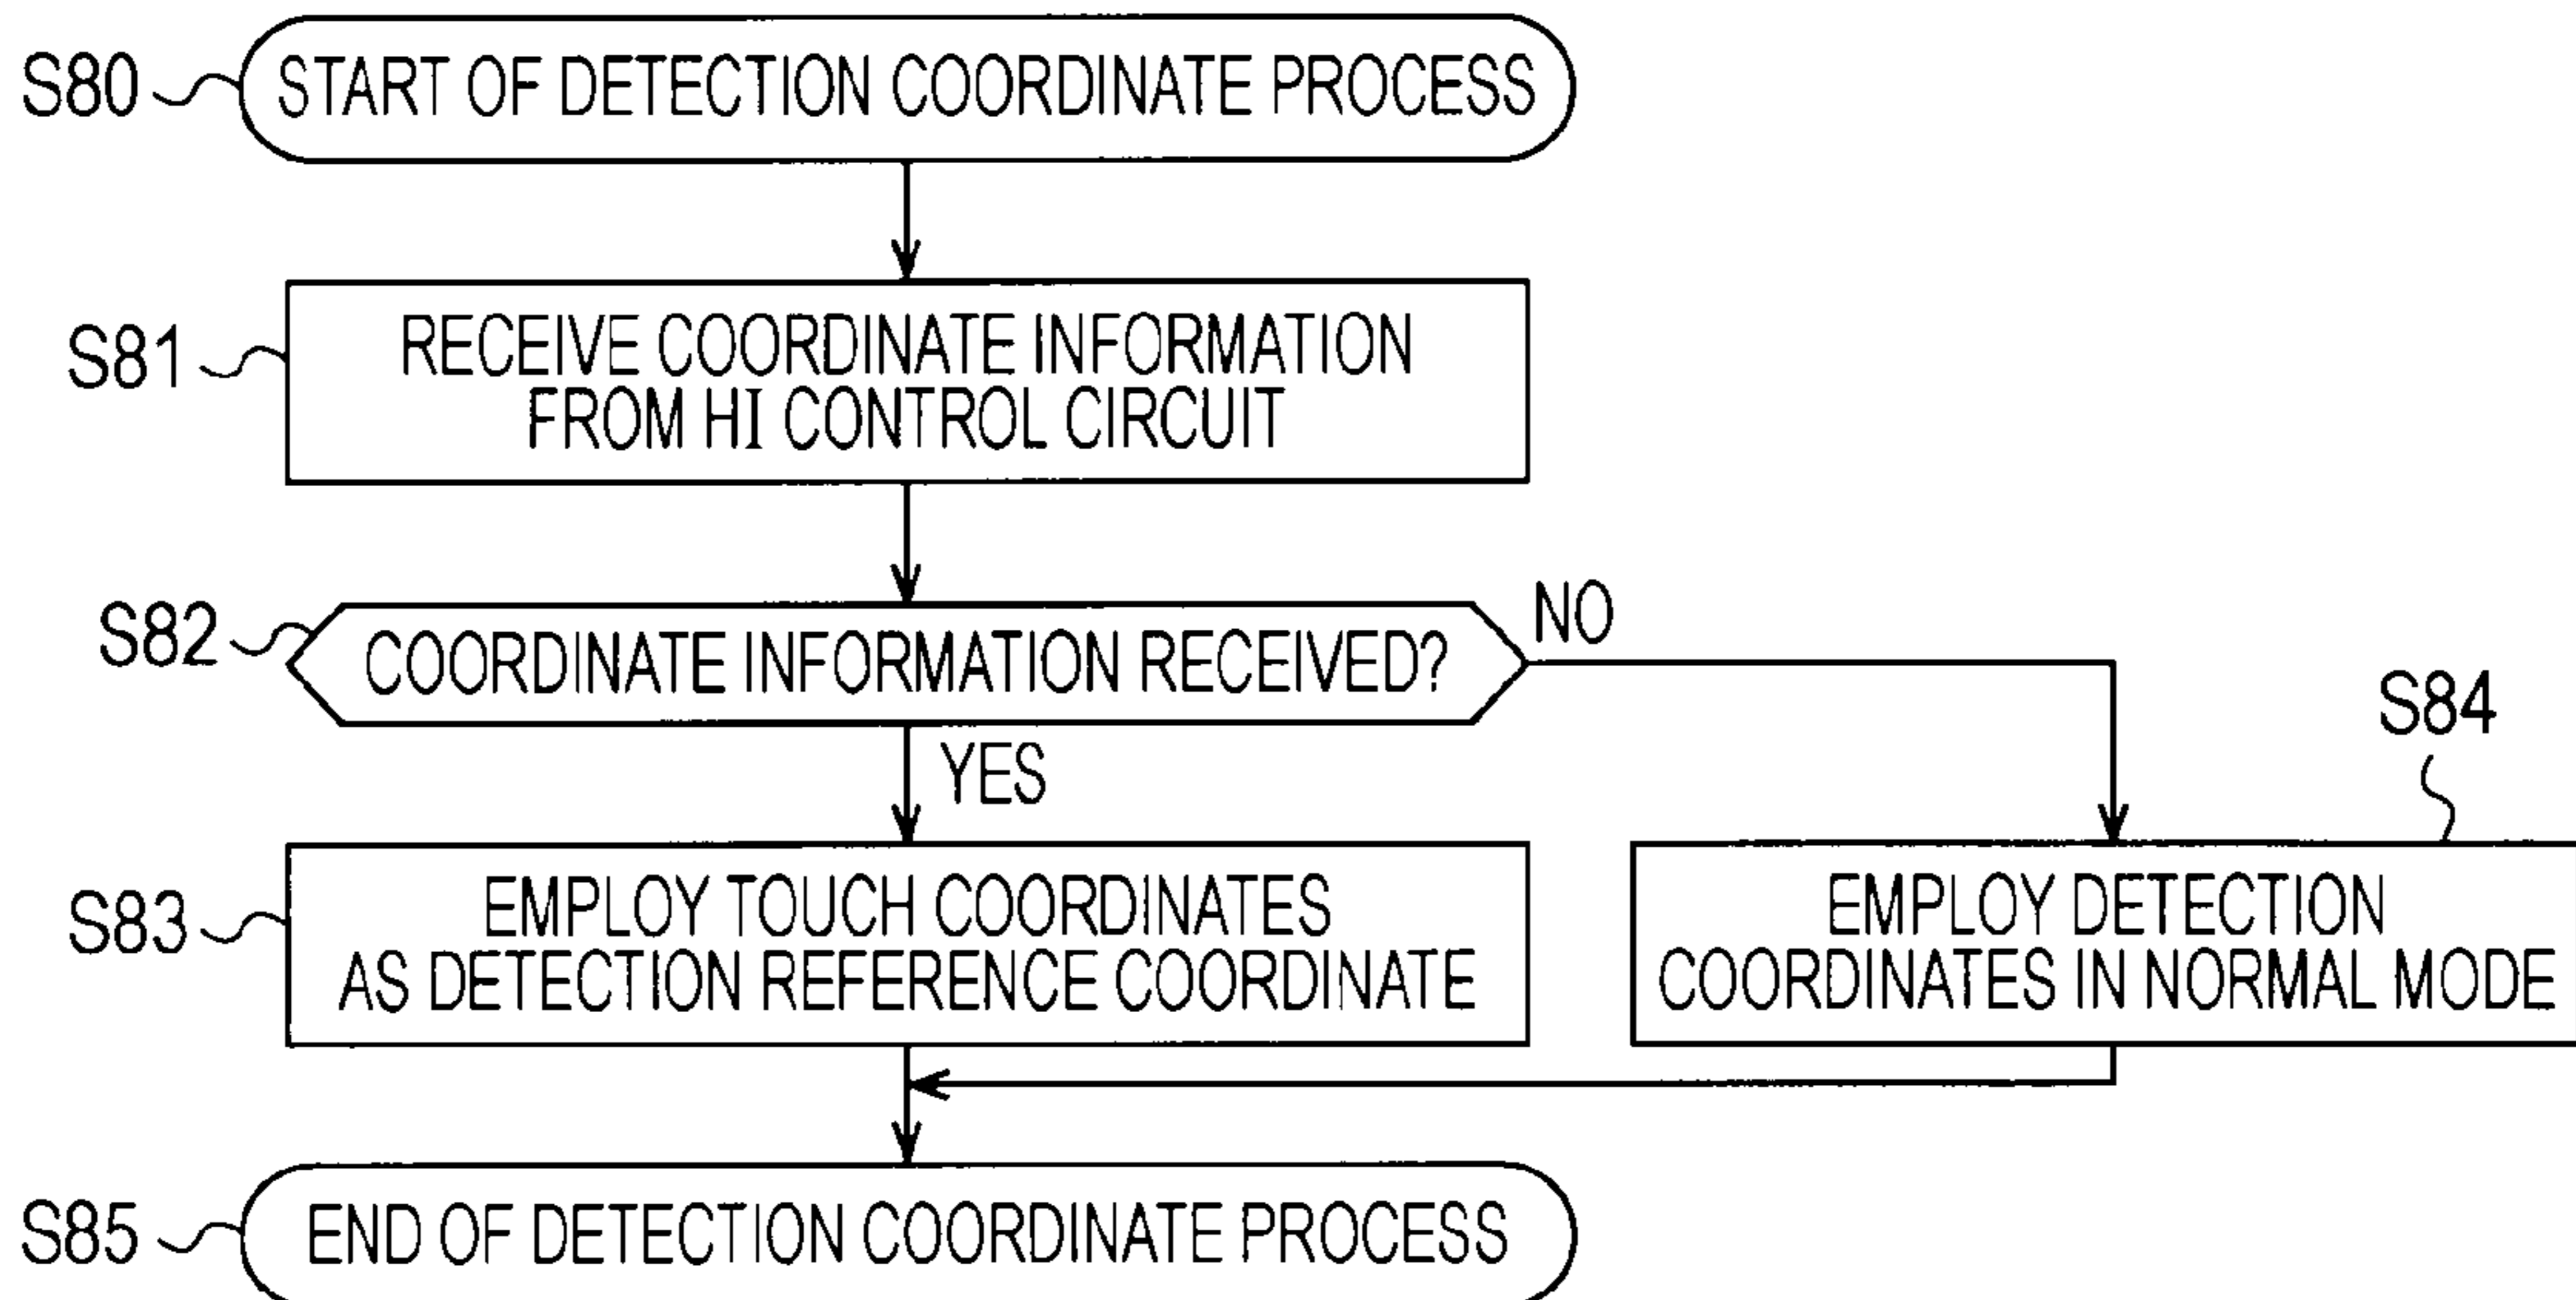 S80
START OF DETECTION COORDINATE PROCESS
S81
RECEIVE COORDINATE INFORMATION
FROM HI CONTROL CIRCUIT
S82
COORDINATE INFORMATION RECEIVED?
NO
YES
S83
EMPLOY TOUCH COORDINATES
AS DETECTION REFERENCE COORDINATE
S84
EMPLOY DETECTION
COORDINATES IN NORMAL MODE
S85
END OF DETECTION COORDINATE PROCESS